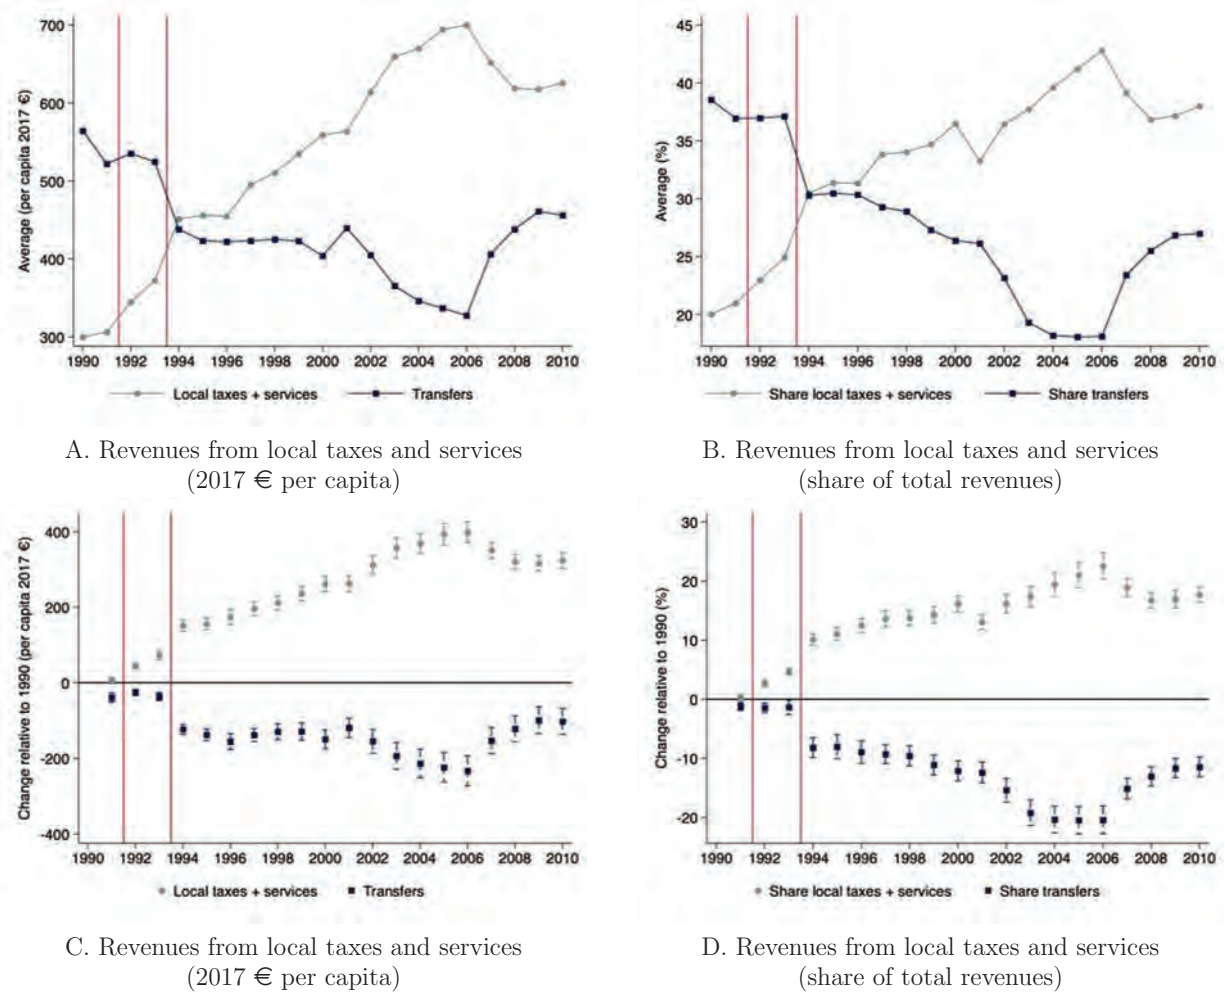 700
600
500
400
300
Average (per capita 2017 €)
1990 1992 1994 1996 1998 2000 2002 2004 2006 2008 2010
Local taxes + services Transfers
A. Revenues from local taxes and services
(2017 € per capita)
45
40
35
30
25
20
Average (%)
1990 1992 1994 1996 1998 2000 2002 2004 2006 2008 2010
Share local taxes + services Share transfers
B. Revenues from local taxes and services
(share of total revenues)
400
200
0
-200
-400
Change relative to 1990 (per capita 2017 €)
1990 1992 1994 1996 1998 2000 2002 2004 2006 2008 2010
Local taxes + services Transfers
C. Revenues from local taxes and services
(2017 € per capita)
30
20
10
0
-10
-20
Change relative to 1990 (%)
1990 1992 1994 1996 1998 2000 2002 2004 2006 2008 2010
Share local taxes + services Share transfers
D. Revenues from local taxes and services
(share of total revenues)